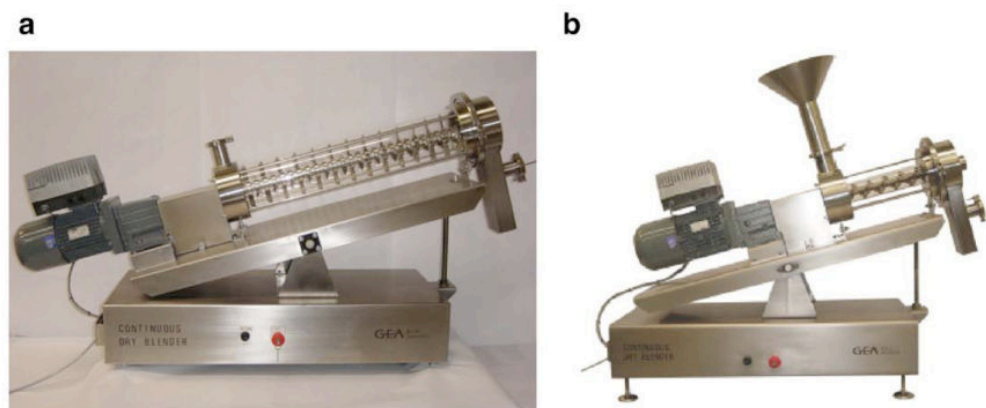 a
b
CONTINUOUS
DRY BLENDER
GEA
CONTINUOUS
DRY BLENDER
GEA